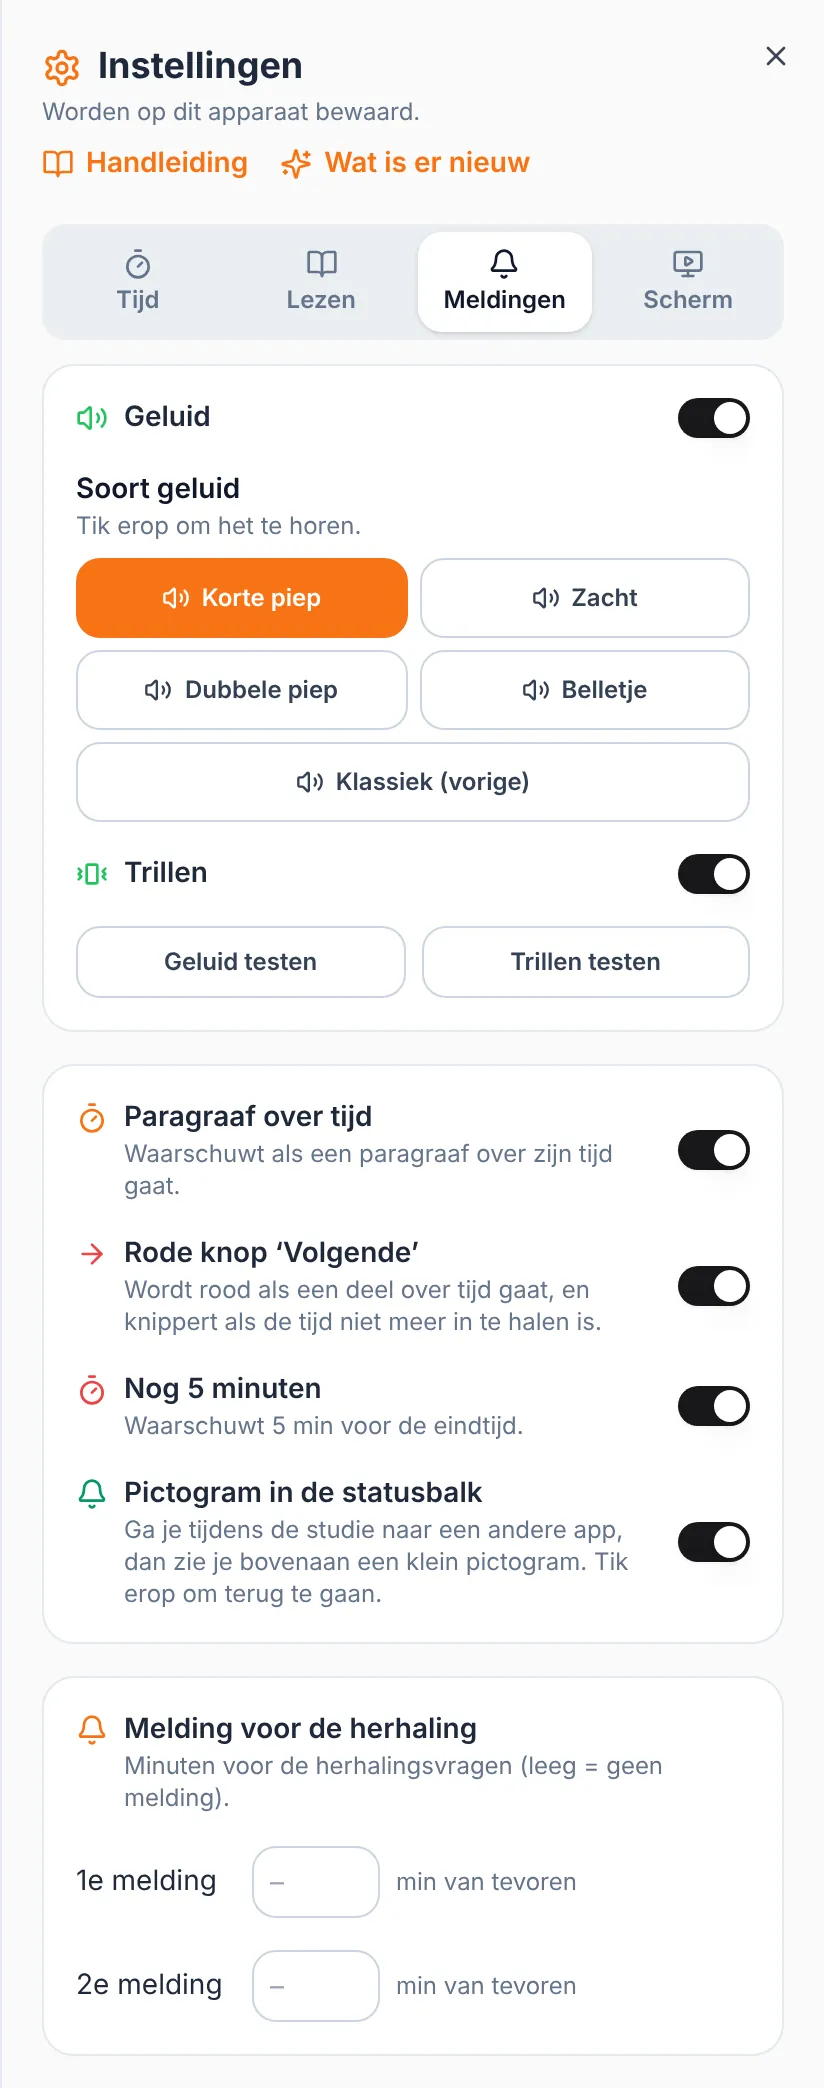 Instellingen
Worden op dit apparaat bewaard.
Handleiding Wat is er nieuw
Tijd Lezen Meldingen Scherm
Geluid
Soort geluid
Tik erop om het te horen.
Korte piep Zacht
Dubbele piep Belletje
Klassiek (vorige)
Trillen
Geluid testen Trillen testen
Paragraaf over tijd
Waarschuwt als een paragraaf over zijn tijd
gaat.
Rode knop ‘Volgende’
Wordt rood als een deel over tijd gaat, en
knippert als de tijd niet meer in te halen is.
Nog 5 minuten
Waarschuwt 5 min voor de eindtijd.
Pictogram in de statusbalk
Ga je tijdens de studie naar een andere app,
dan zie je bovenaan een klein pictogram. Tik
erop om terug te gaan.
Melding voor de herhaling
Minuten voor de herhalingsvragen (leeg = geen
melding).
1e melding – min van tevoren
2e melding – min van tevoren